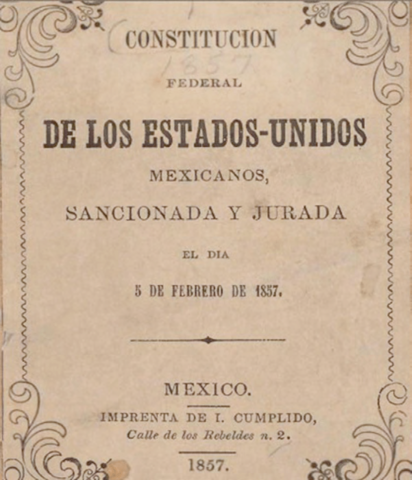 CONSTITUCION
1857
FEDERAL
DE LOS ESTADOS-UNIDOS
MEXICANOS,
SANCIONADA Y JURADA
EL DIA
5 DE FEBRERO DE 1857.
MEXICO.
IMPRENTA DE I. CUMPLIDO,
Calle de los Rebeldes n. 2.
1857.